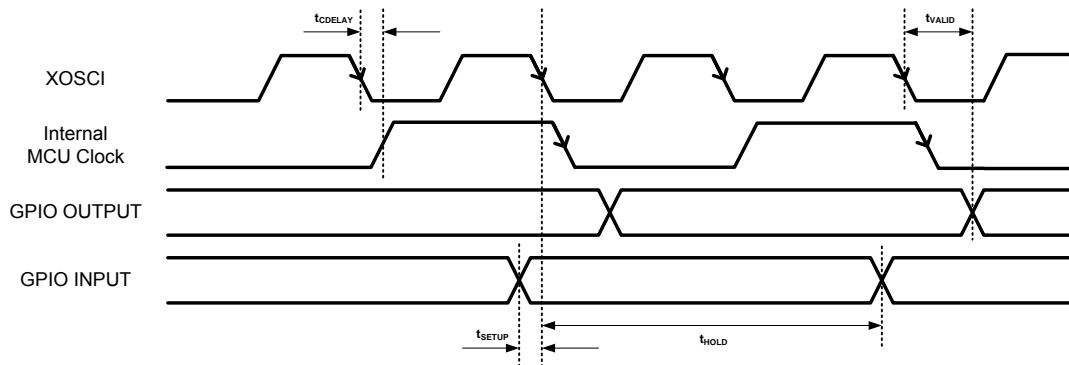 tCDELAY
tVALID
XOSCI
Internal
MCU Clock
GPIO OUTPUT
GPIO INPUT
tSETUP
tHOLD